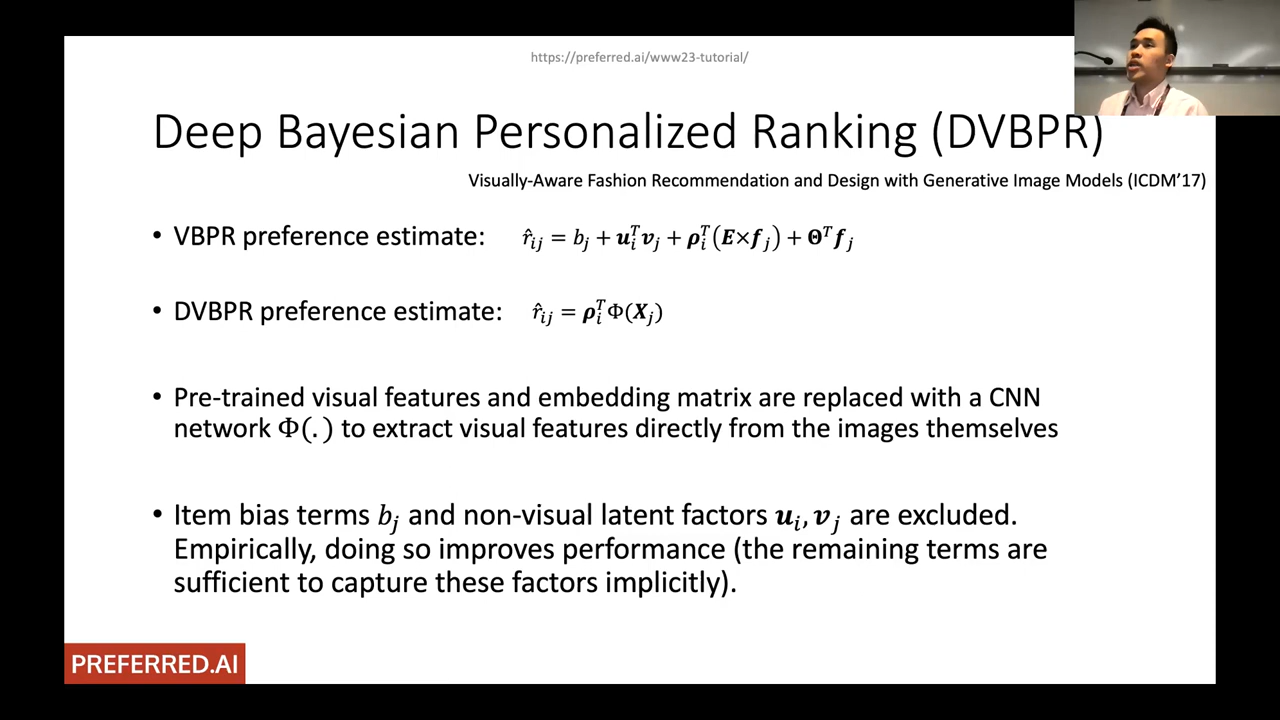 https://preferred.ai/www23-tutorial/
Deep Bayesian Personalized Ranking (DVBPR)
Visually-Aware Fashion Recommendation and Design with Generative Image Models (ICDM’17)
• VBPR preference estimate: r̂ᵢⱼ = bⱼ + 𝒖ᵢᵀ𝒗ⱼ + 𝝆ᵢᵀ(𝑬×𝒇ⱼ) + 𝚯ᵀ𝒇ⱼ
• DVBPR preference estimate: r̂ᵢⱼ = 𝝆ᵢᵀΦ(𝑿ⱼ)
• Pre-trained visual features and embedding matrix are replaced with a CNN
network Φ(.) to extract visual features directly from the images themselves
• Item bias terms bⱼ and non-visual latent factors 𝒖ᵢ, 𝒗ⱼ are excluded.
Empirically, doing so improves performance (the remaining terms are
sufficient to capture these factors implicitly).
PREFERRED.AI